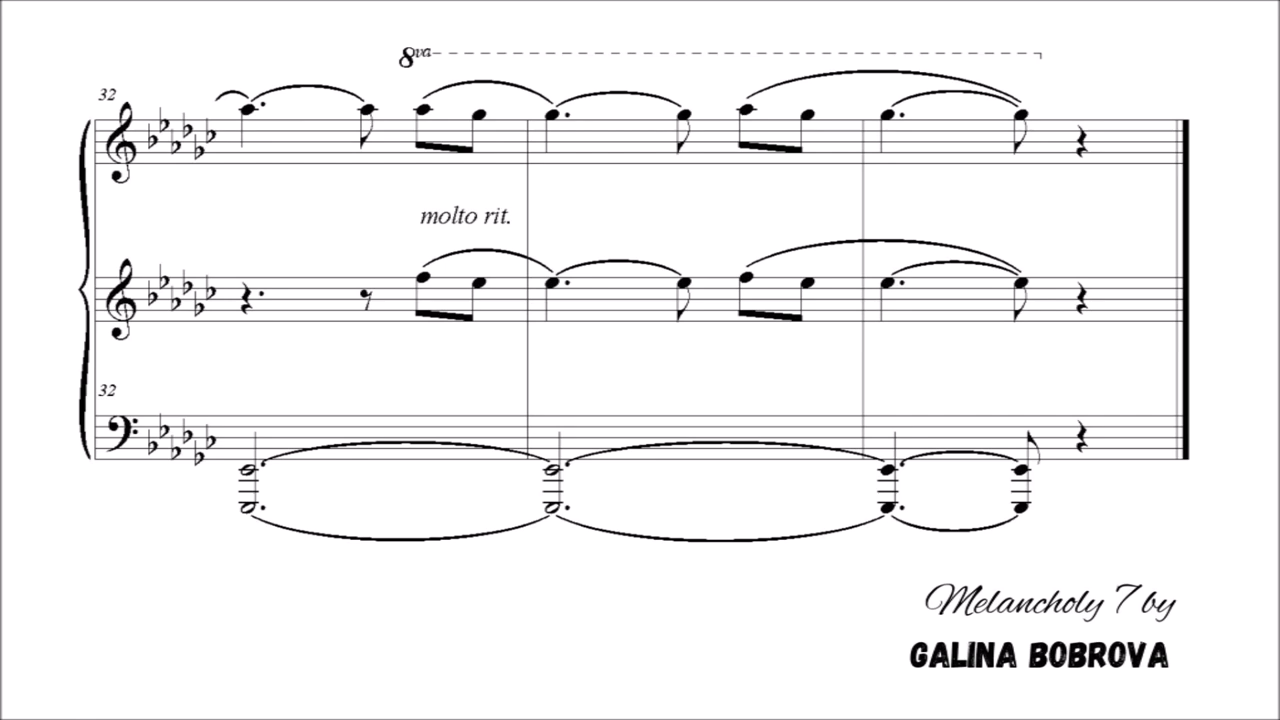 8va
32
molto rit.
32
Melancholy 7 by
GALINA BOBROVA